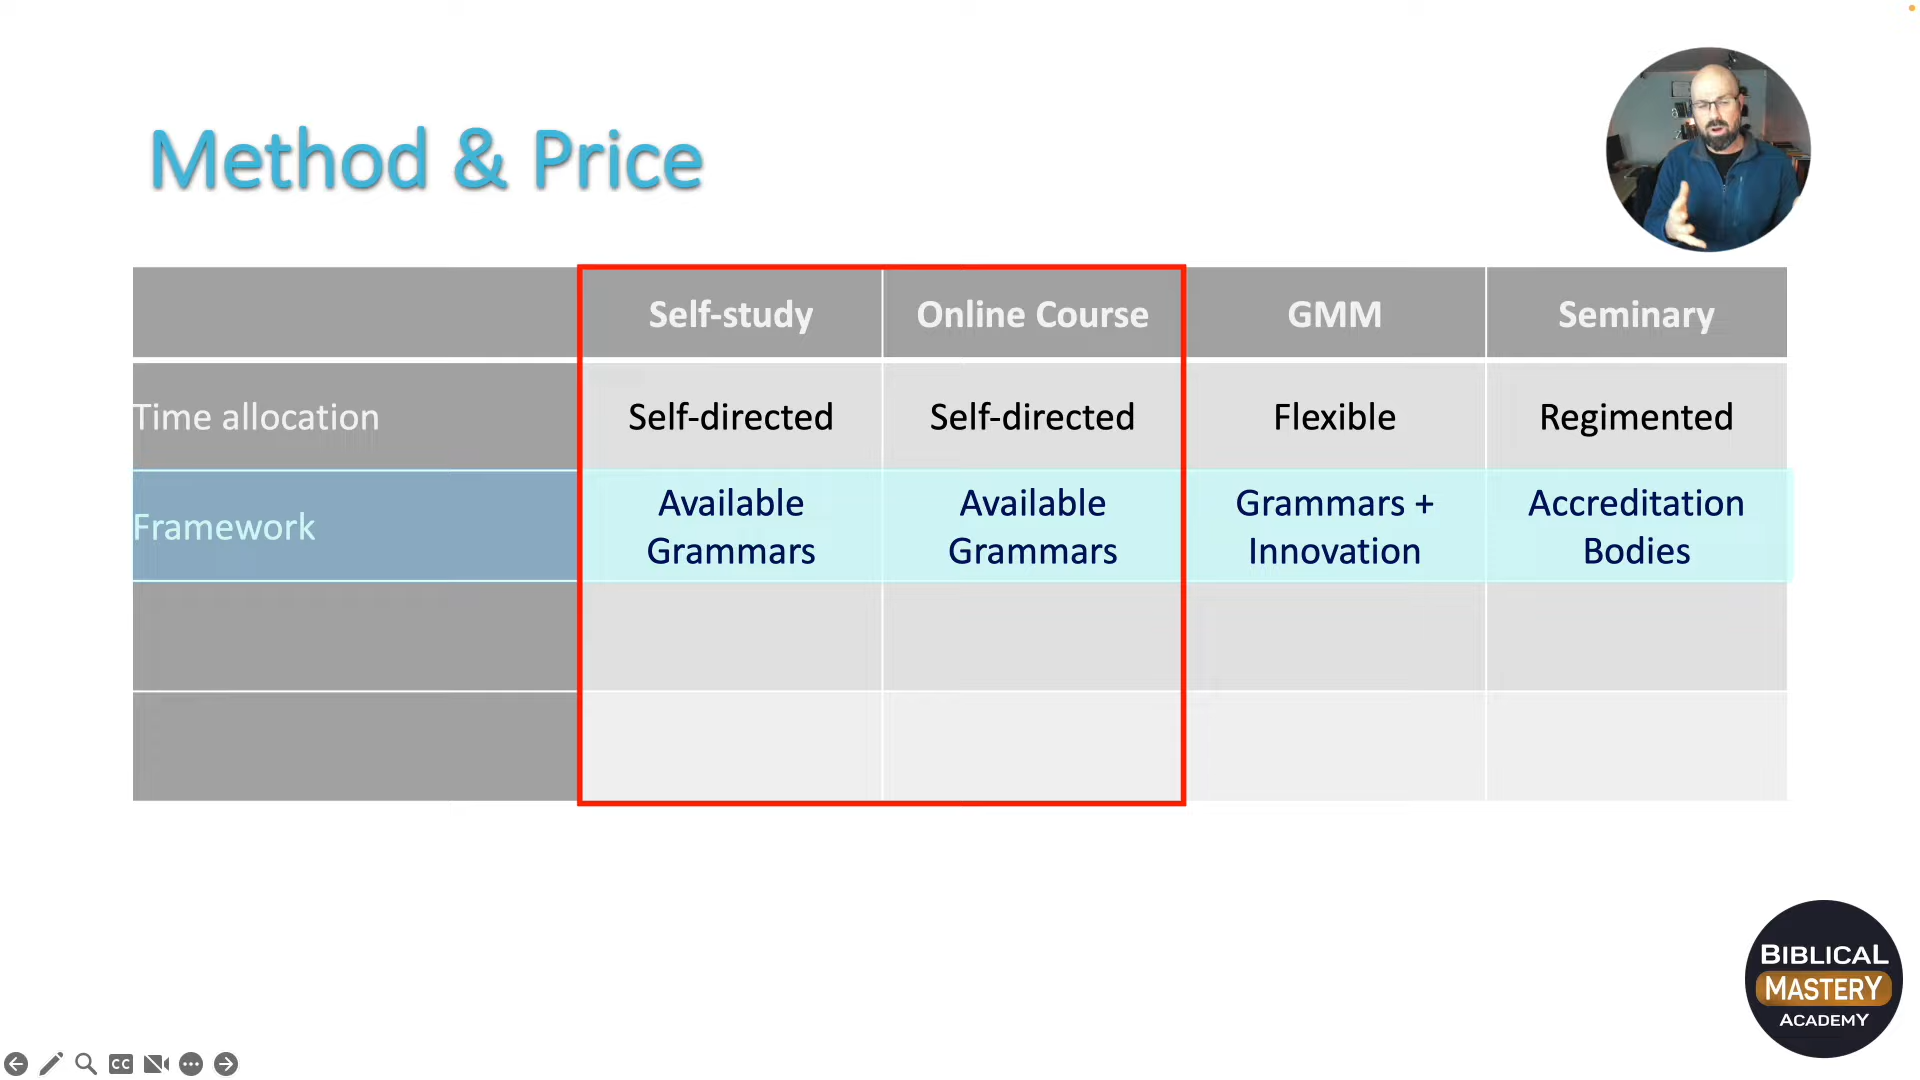 Method & Price
Self-study Online Course GMM Seminary
Time allocation Self-directed Self-directed Flexible Regimented
Framework Available Grammars Available Grammars Grammars + Innovation Accreditation Bodies
BIBLICAL
MASTERY
ACADEMY
CC